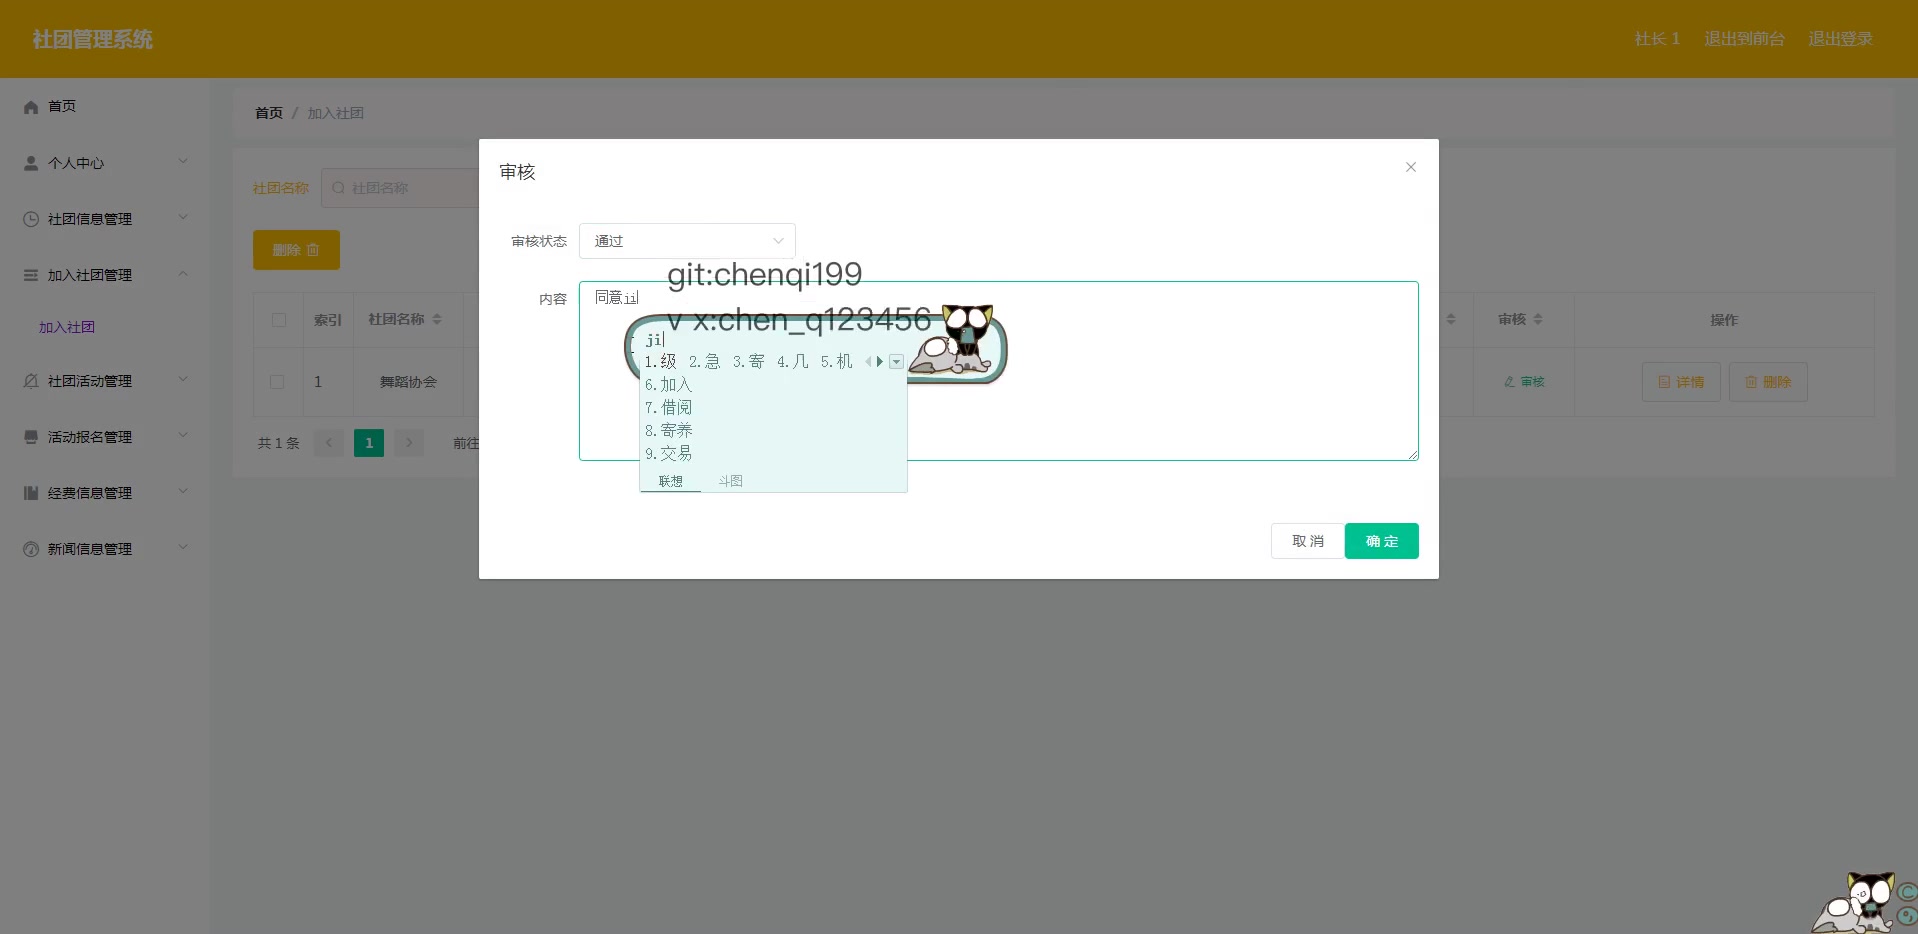 社团管理系统
社长 1 退出到前台 退出登录
首页
个人中心
社团信息管理
加入社团管理
加入社团
社团活动管理
活动报名管理
经费信息管理
新闻信息管理
首页 / 加入社团
社团名称 社团名称
删除
索引 社团名称 审核 操作
1 舞蹈协会 审核 详情 删除
共 1 条 1 前往
审核
审核状态 通过
内容 同意ji
git:chenqi199
v x:chen_q123456
ji
1.级 2.急 3.寄 4.几 5.机
6.加入
7.借阅
8.寄养
9.交易
联想 斗图
取消 确定